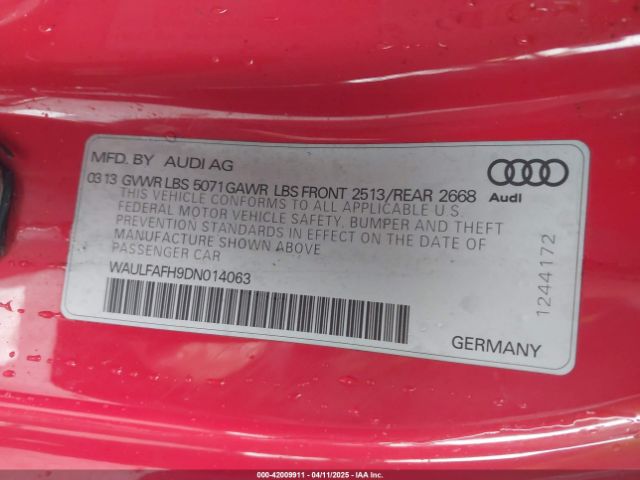 MFD. BY AUDI AG
03 13 GVWR LBS 5071 GAWR LBS FRONT 2513/REAR 2668
THIS VEHICLE CONFORMS TO ALL APPLICABLE U.S.
FEDERAL MOTOR VEHICLE SAFETY, BUMPER AND THEFT
PREVENTION STANDARDS IN EFFECT ON THE DATE OF
MANUFACTURE SHOWN ABOVE.
PASSENGER CAR
WAULFAFH9DN014063
Audi
1244172
GERMANY
000-42009911 - 04/11/2025 - IAA Inc.